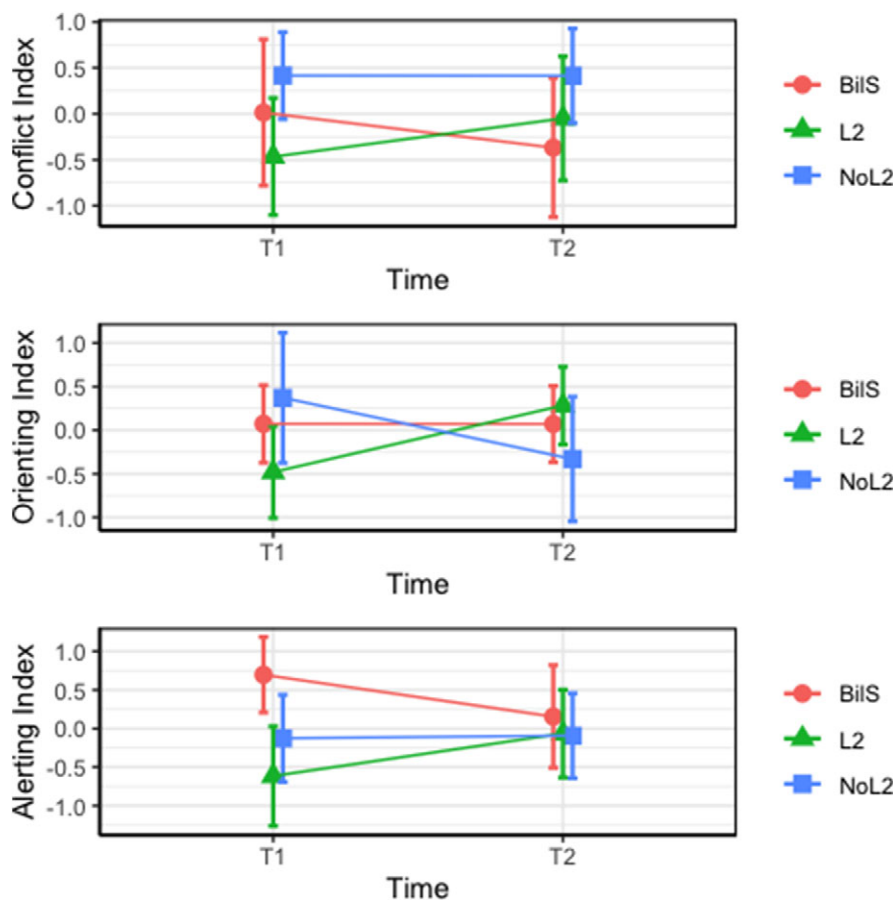 Conflict Index
1.0
0.5
0.0
-0.5
-1.0
T1 T2
Time
BilS
L2
NoL2
Orienting Index
1.0
0.5
0.0
-0.5
-1.0
T1 T2
Time
BilS
L2
NoL2
Alerting Index
1.0
0.5
0.0
-0.5
-1.0
T1 T2
Time
BilS
L2
NoL2